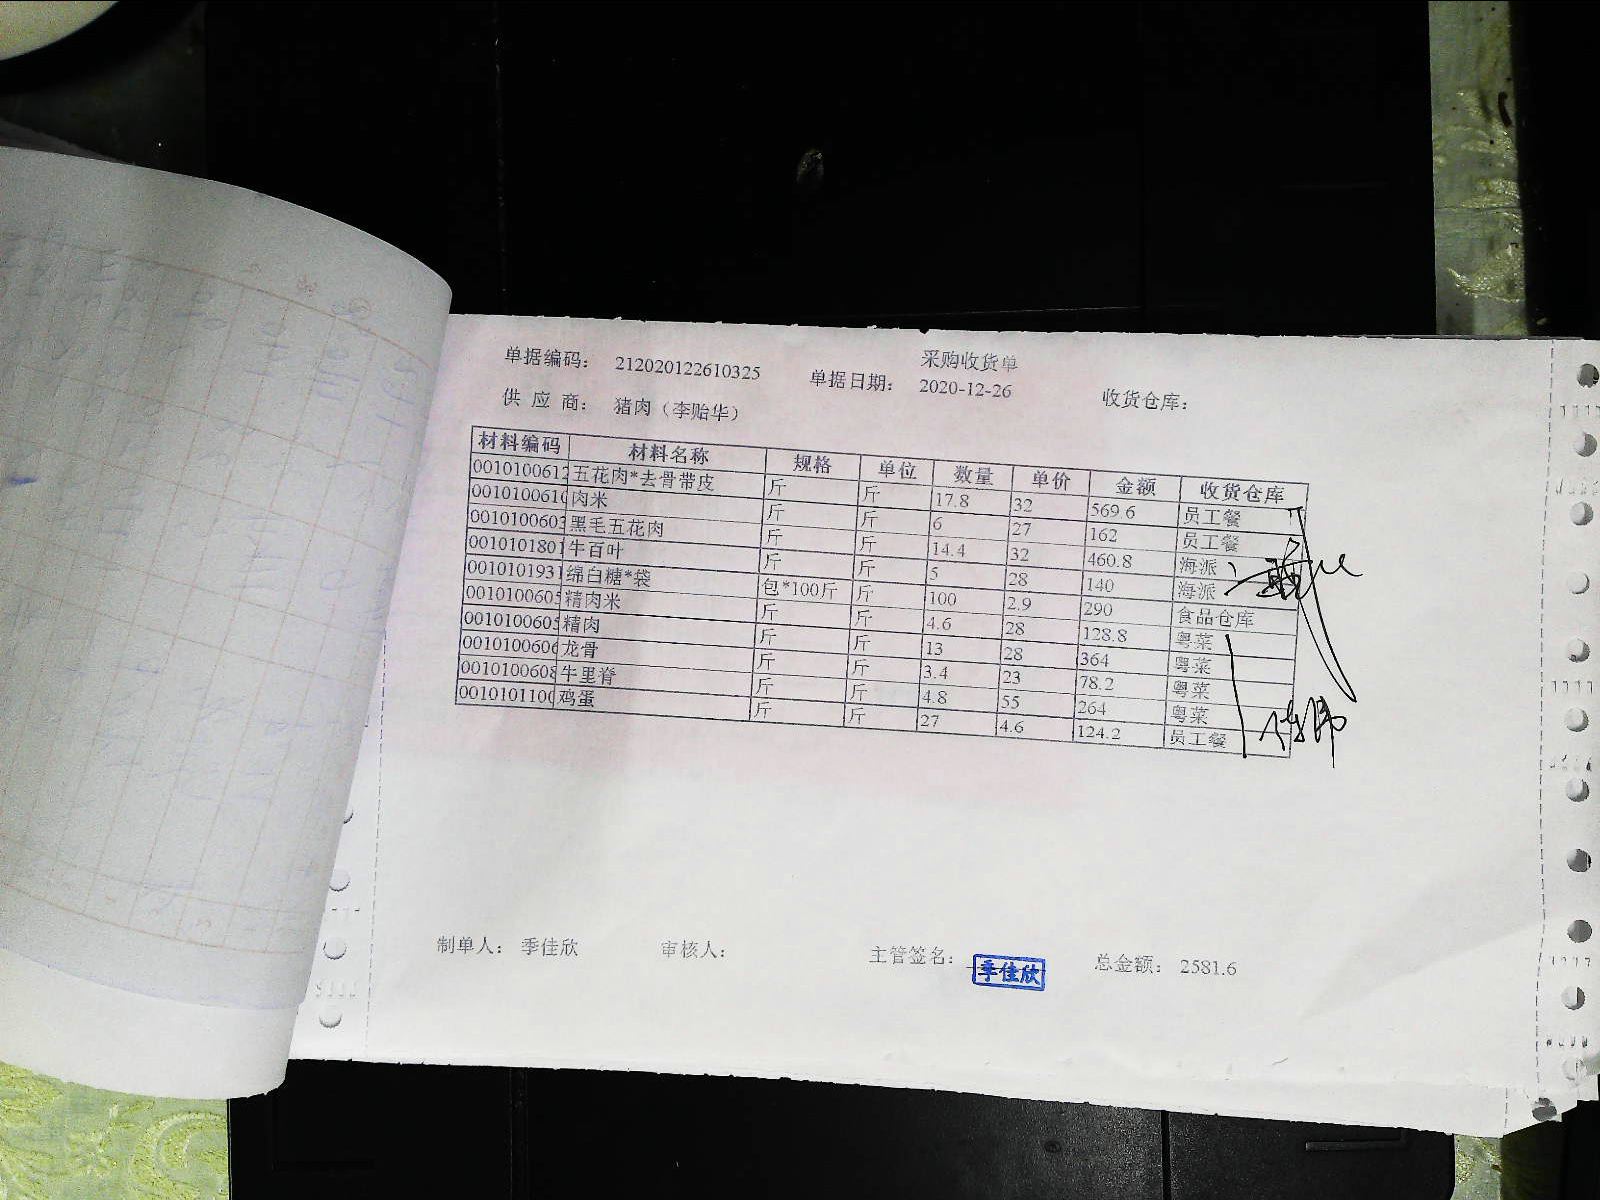 采购收货单
单据编码: 212020122610325 单据日期: 2020-12-26 收货仓库:
供 应 商: 猪肉（李贻华）
材料编码 材料名称 规格 单位 数量 单价 金额 收货仓库
0010100612 五花肉*去骨带皮 斤 斤 17.8 32 569.6 员工餐
001010061 肉米 斤 斤 6 27 162 员工餐
0010100603 黑毛五花肉 斤 斤 14.4 32 460.8 海派
0010101801 牛百叶 斤 斤 5 28 140 海派
0010101931 绵白糖*袋 包*100斤 斤 100 2.9 290 食品仓库
0010100605 精肉米 斤 斤 4.6 28 128.8 粤菜
0010100605 精肉 斤 斤 13 28 364 粤菜
001010060 龙骨 斤 斤 3.4 23 78.2 粤菜
0010100608 牛里脊 斤 斤 4.8 55 264 粤菜
001010110 鸡蛋 斤 斤 27 4.6 124.2 员工餐
制单人: 季佳欣 审核人: 主管签名: 季佳欣 总金额: 2581.6